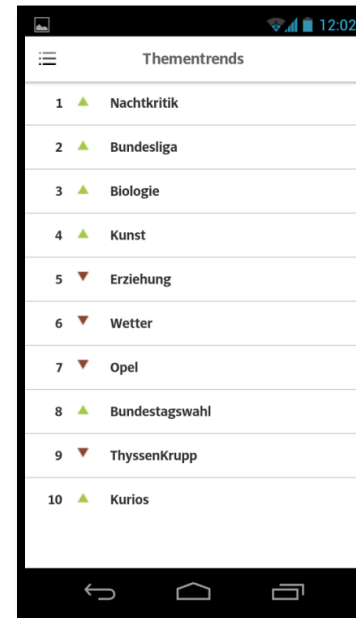 12:02
Thementrends
1 Nachtkritik
2 Bundesliga
3 Biologie
4 Kunst
5 Erziehung
6 Wetter
7 Opel
8 Bundestagswahl
9 ThyssenKrupp
10 Kurios